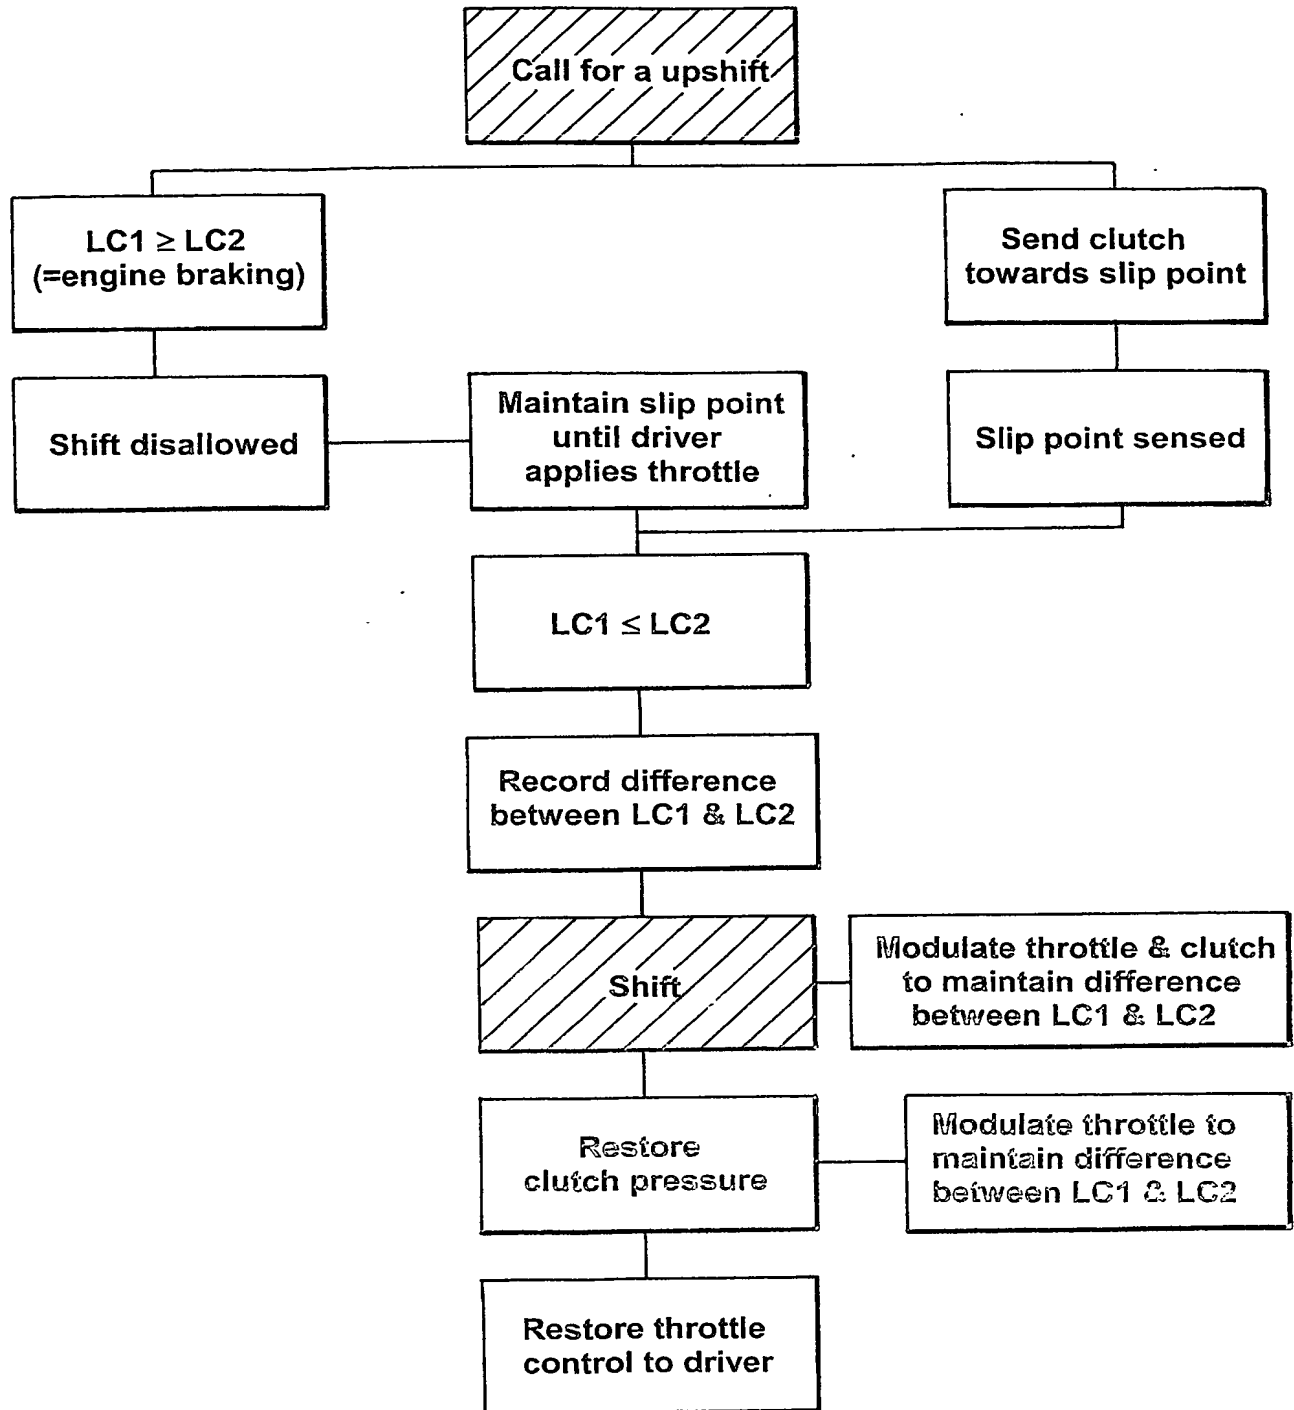 Call for a upshift
LC1 ≥ LC2
(=engine braking)
Send clutch
towards slip point
Shift disallowed
Maintain slip point
until driver
applies throttle
Slip point sensed
LC1 ≤ LC2
Record difference
between LC1 & LC2
Shift
Modulate throttle & clutch
to maintain difference
between LC1 & LC2
Restore
clutch pressure
Modulate throttle to
maintain difference
between LC1 & LC2
Restore throttle
control to driver